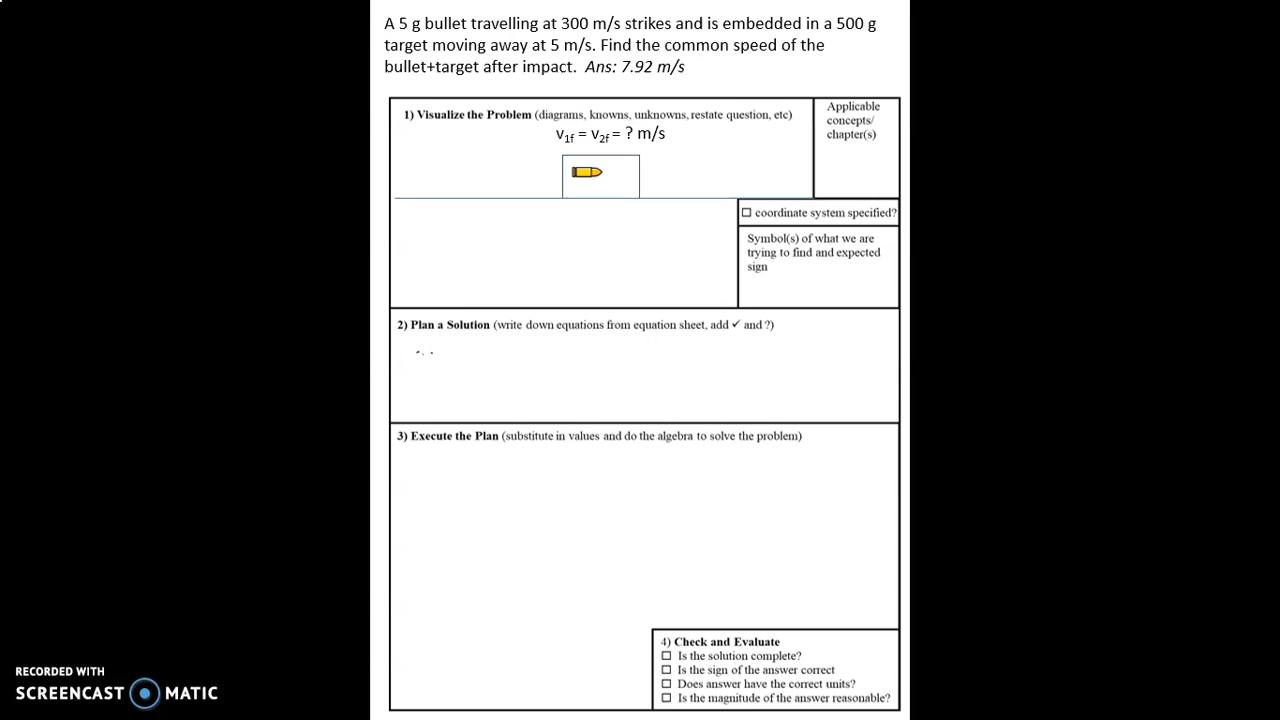 A 5 g bullet travelling at 300 m/s strikes and is embedded in a 500 g
target moving away at 5 m/s. Find the common speed of the
bullet+target after impact. Ans: 7.92 m/s
1) Visualize the Problem (diagrams, knowns, unknowns, restate question, etc)
v1f = v2f = ? m/s
Applicable
concepts/
chapter(s)
☐ coordinate system specified?
Symbol(s) of what we are
trying to find and expected
sign
2) Plan a Solution (write down equations from equation sheet, add ✓ and ?)
3) Execute the Plan (substitute in values and do the algebra to solve the problem)
4) Check and Evaluate
☐ Is the solution complete?
☐ Is the sign of the answer correct
☐ Does answer have the correct units?
☐ Is the magnitude of the answer reasonable?
RECORDED WITH
SCREENCAST MATIC